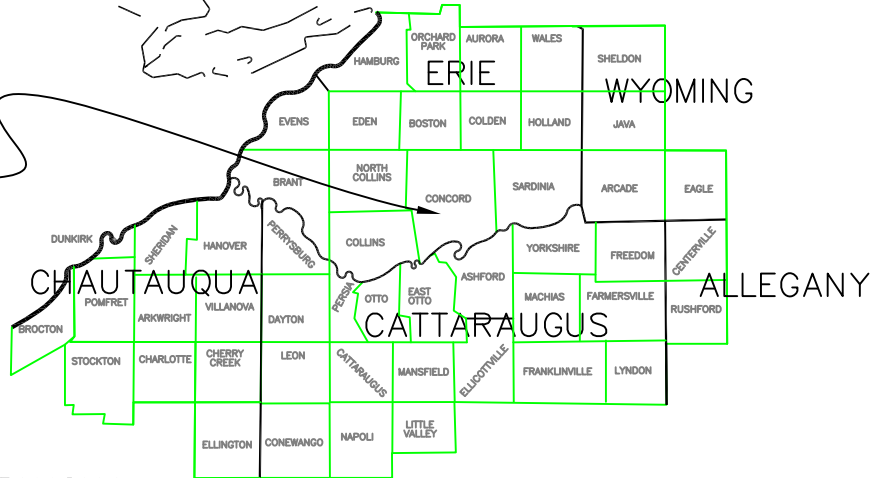 ORCHARD
PARK
AURORA
WALES
HAMBURG
SHELDON
ERIE
WYOMING
EVENS
EDEN
BOSTON
COLDEN
HOLLAND
JAVA
NORTH
COLLINS
BRANT
CONCORD
SARDINIA
ARCADE
EAGLE
DUNKIRK
SHERIDAN
HANOVER
PERRYSBURG
COLLINS
YORKSHIRE
FREEDOM
CENTERVILLE
CHAUTAUQUA
ASHFORD
ALLEGANY
POMFRET
ARKWRIGHT
VILLANOVA
DAYTON
PERSIA
OTTO
EAST
OTTO
MACHIAS
FARMERSVILLE
RUSHFORD
CATTARAUGUS
BROCTON
STOCKTON
CHARLOTTE
CHERRY
CREEK
LEON
CATTARAUGUS
MANSFIELD
ELLICOTTVILLE
FRANKLINVILLE
LYNDON
ELLINGTON
CONEWANGO
NAPOLI
LITTLE
VALLEY